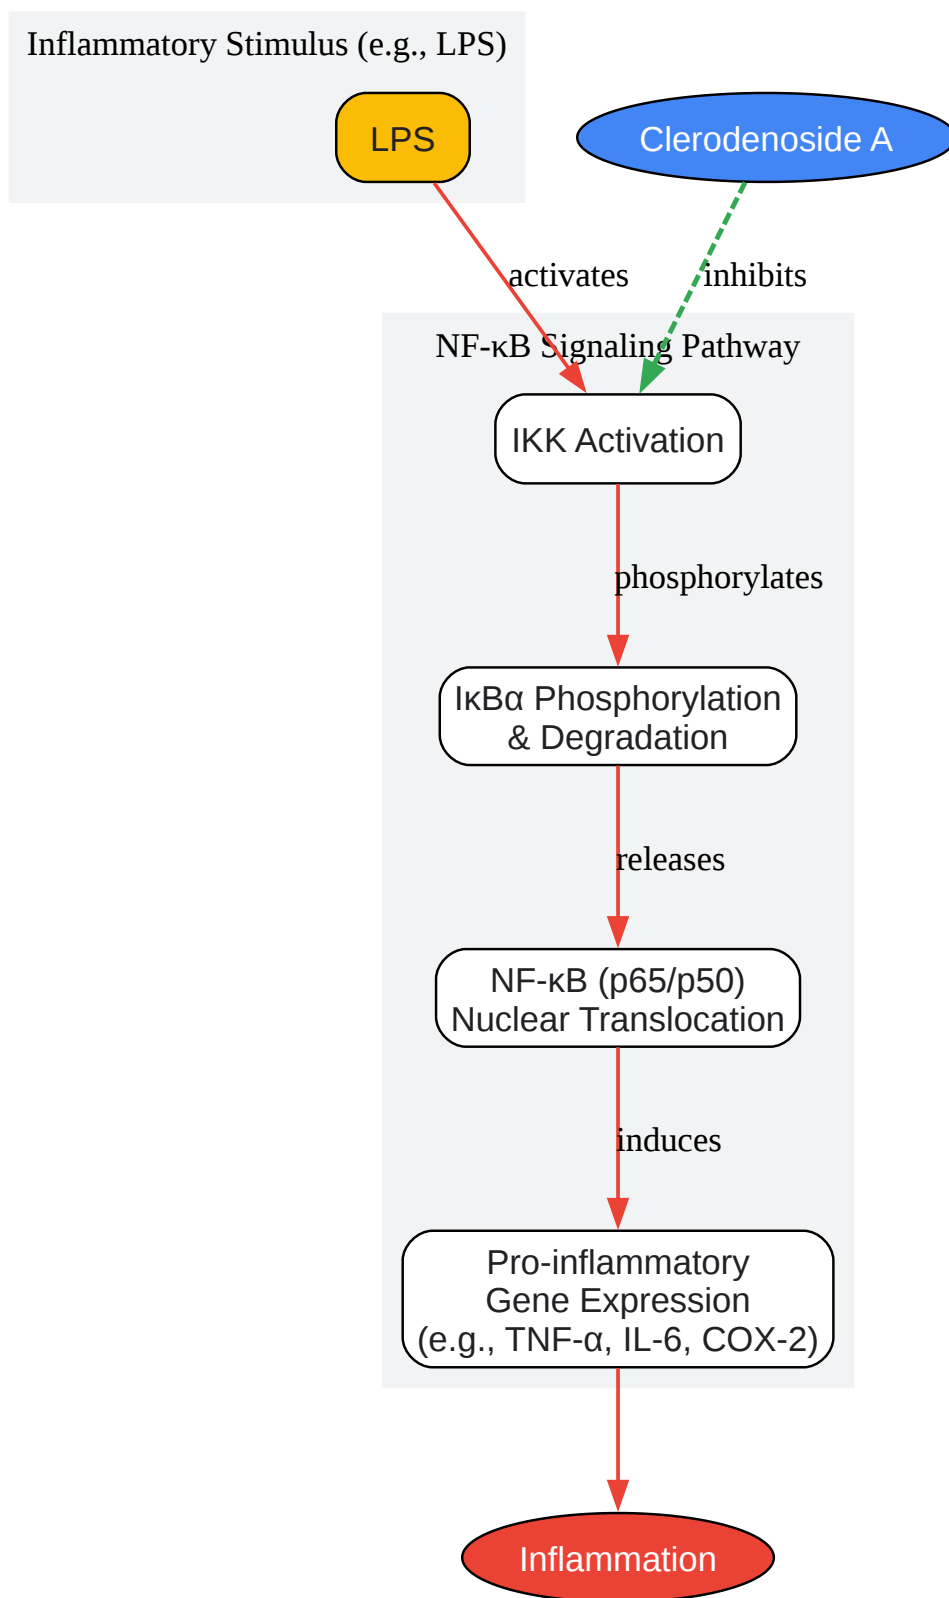 Inflammatory Stimulus (e.g., LPS)
LPS
Clerodenoside A
activates
inhibits
NF-κB Signaling Pathway
IKK Activation
phosphorylates
IκBα Phosphorylation
& Degradation
releases
NF-κB (p65/p50)
Nuclear Translocation
induces
Pro-inflammatory
Gene Expression
(e.g., TNF-α, IL-6, COX-2)
Inflammation